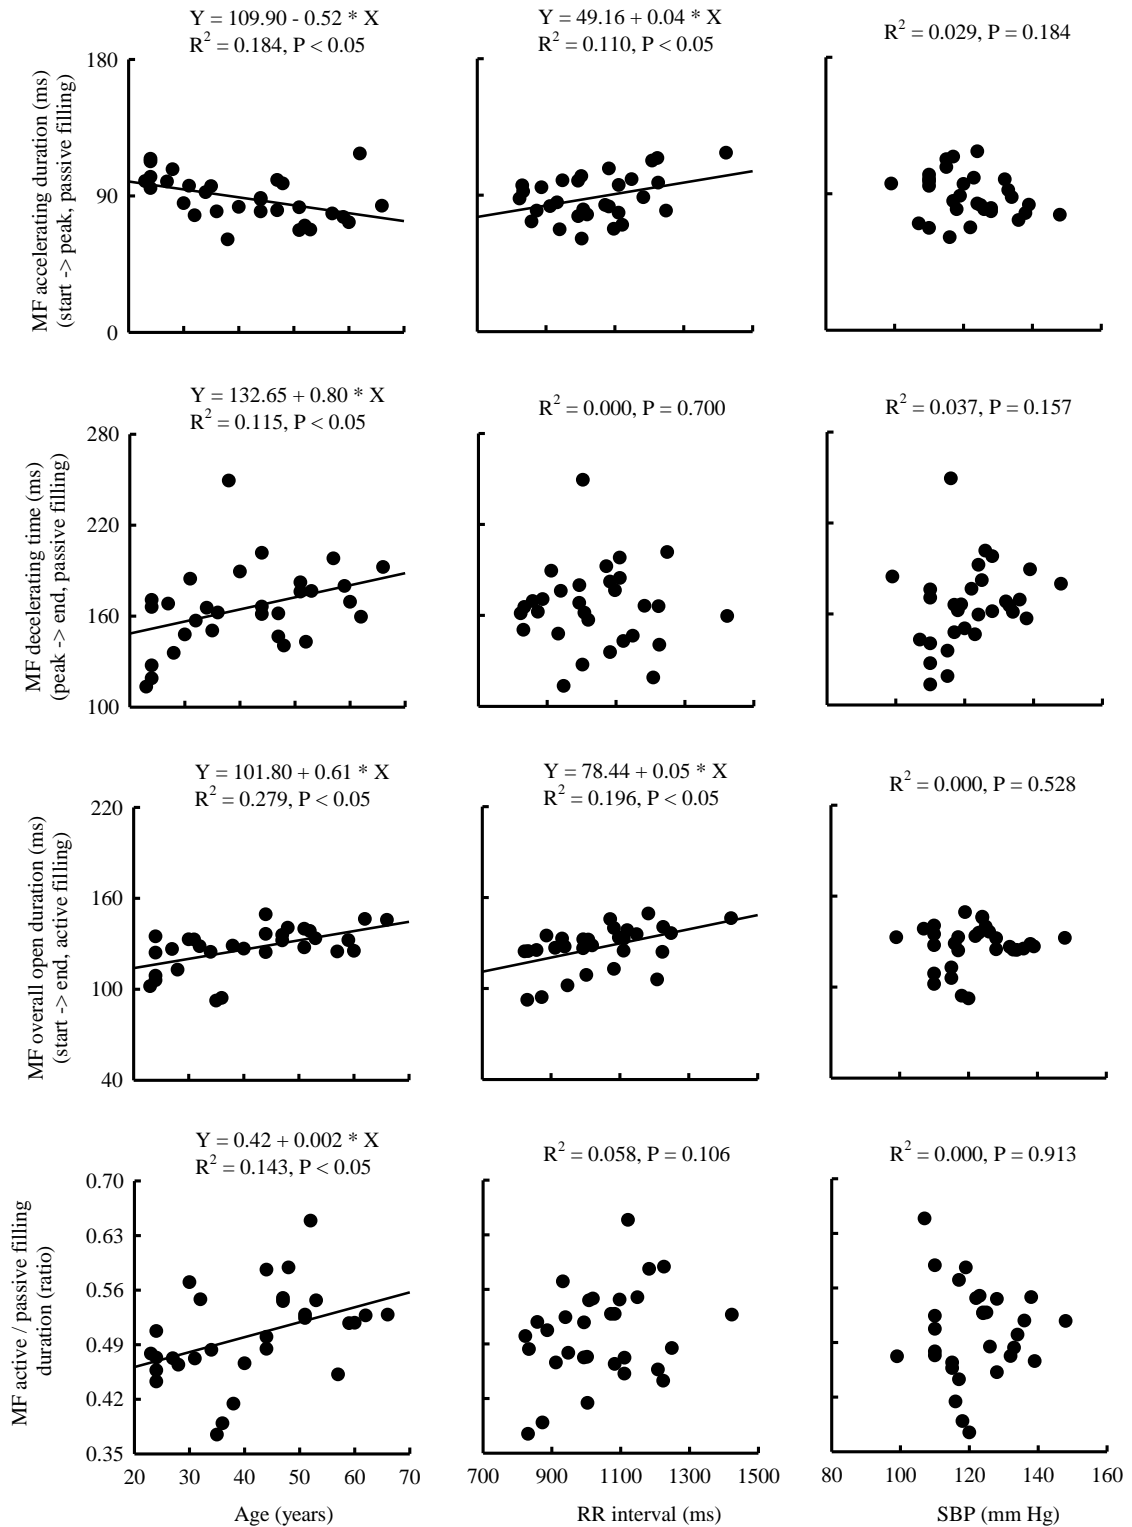 Y = 109.90 - 0.52 * X
R² = 0.184, P < 0.05
Y = 49.16 + 0.04 * X
R² = 0.110, P < 0.05
R² = 0.029, P = 0.184
MF accelerating duration (ms)
(start -> peak, passive filling)
180
90
0
Y = 132.65 + 0.80 * X
R² = 0.115, P < 0.05
R² = 0.000, P = 0.700
R² = 0.037, P = 0.157
MF decelerating time (ms)
(peak -> end, passive filling)
280
220
160
100
Y = 101.80 + 0.61 * X
R² = 0.279, P < 0.05
Y = 78.44 + 0.05 * X
R² = 0.196, P < 0.05
R² = 0.000, P = 0.528
MF overall open duration (ms)
(start -> end, active filling)
220
160
100
40
Y = 0.42 + 0.002 * X
R² = 0.143, P < 0.05
R² = 0.058, P = 0.106
R² = 0.000, P = 0.913
MF active / passive filling
duration (ratio)
0.70
0.63
0.56
0.49
0.42
0.35
20 30 40 50 60 70
700 900 1100 1300 1500
80 100 120 140 160
Age (years)
RR interval (ms)
SBP (mm Hg)